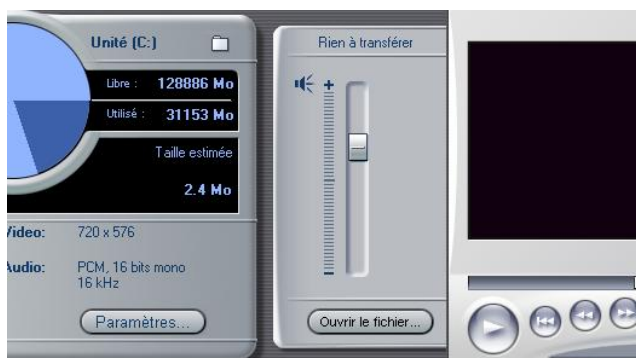 Unité (C:)
Libre : 128886 Mo
Utilisé : 31153 Mo
Taille estimée
2.4 Mo
Video: 720 x 576
Audio: PCM, 16 bits mono
16 kHz
Paramètres...
Rien à transférer
+
Ouvrir le fichier...